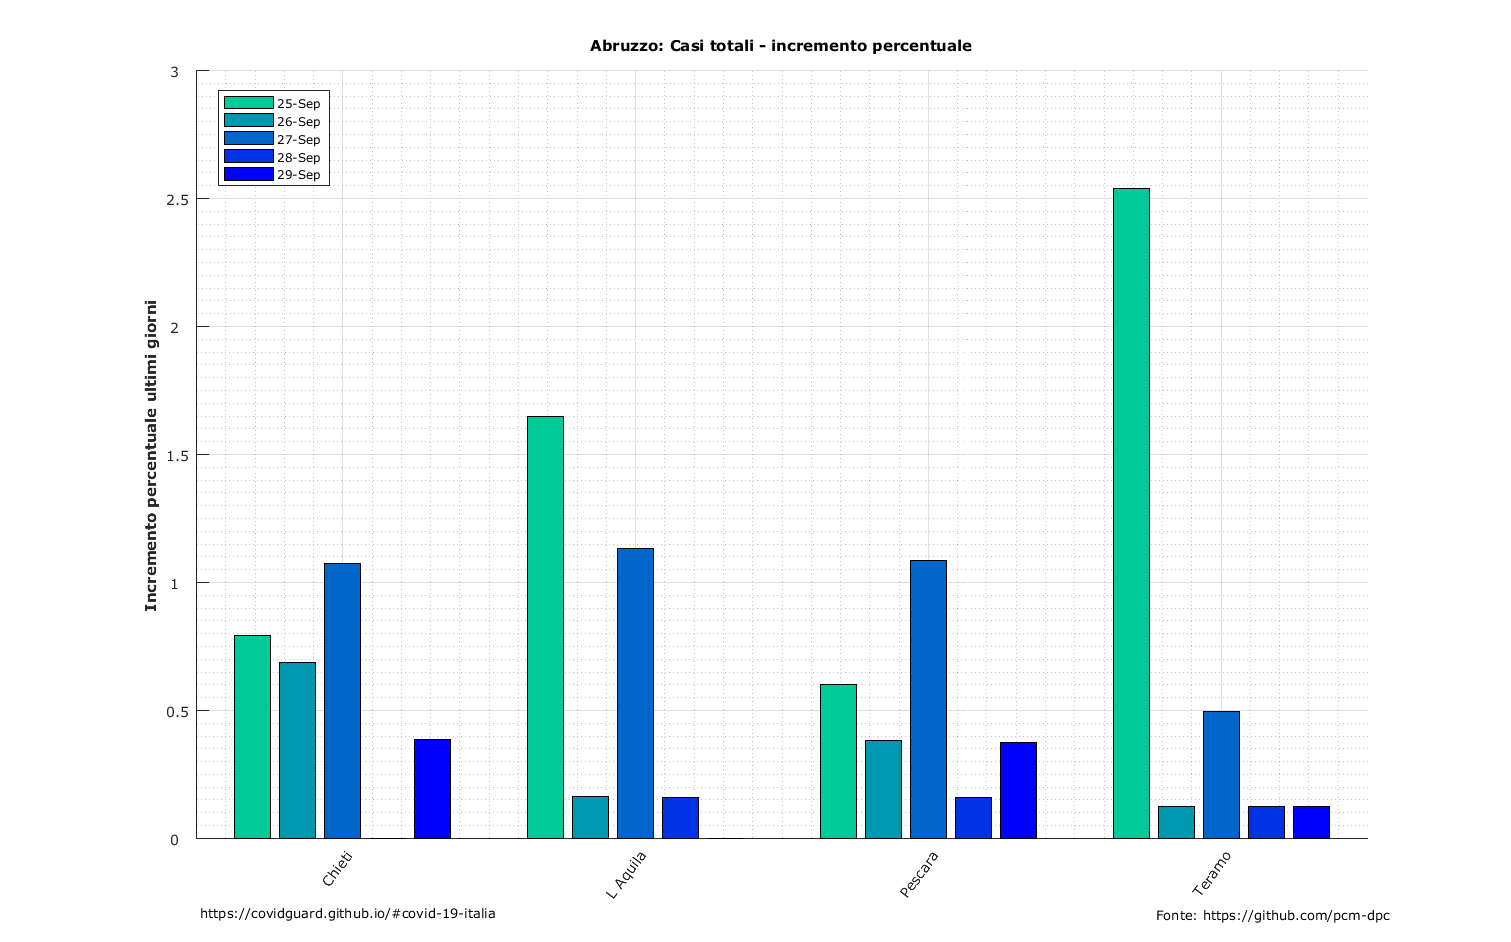 Abruzzo: Casi totali - incremento percentuale
3
25-Sep
26-Sep
27-Sep
28-Sep
29-Sep
2.5
2
1.5
1
0.5
0
Incremento percentuale ultimi giorni
Chieti
L Aquila
Pescara
Teramo
https://covidguard.github.io/#covid-19-italia
Fonte: https://github.com/pcm-dpc